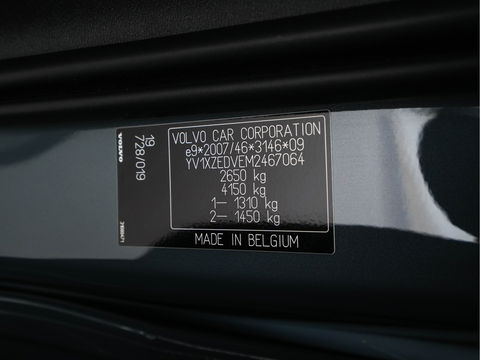 VOLVO CAR CORPORATION
e9*2007/46*3146*09
YV1XZEDVEM2467064
2650 kg
4150 kg
1- 1310 kg
2- 1450 kg
MADE IN BELGIUM
19
728/019
VOLVO